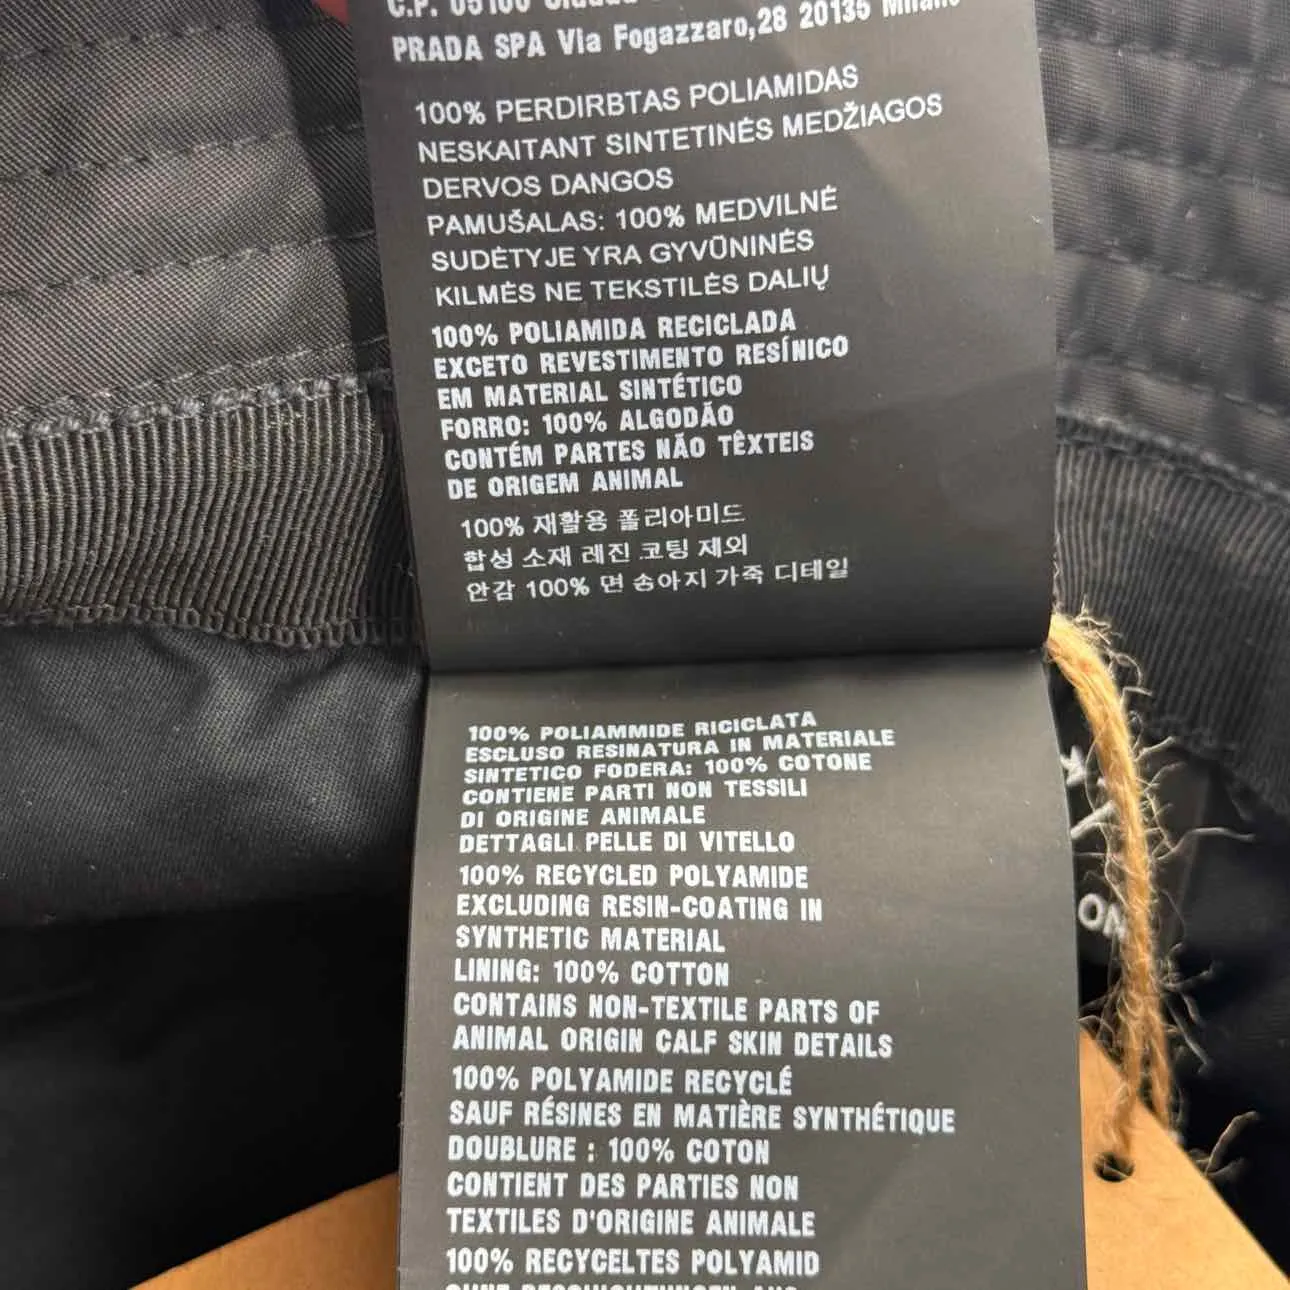 C.P.
PRADA SPA Via Fogazzaro,28 20135 Milano
100% PERDIRBTAS POLIAMIDAS
NESKAITANT SINTETINĖS MEDŽIAGOS
DERVOS DANGOS
PAMUŠALAS: 100% MEDVILNĖ
SUDĖTYJE YRA GYVŪNINĖS
KILMĖS NE TEKSTILĖS DALIŲ
100% POLIAMIDA RECICLADA
EXCETO REVESTIMENTO RESÍNICO
EM MATERIAL SINTÉTICO
FORRO: 100% ALGODÃO
CONTÉM PARTES NÃO TÊXTEIS
DE ORIGEM ANIMAL
100% 재활용 폴리아미드
합성 소재 레진 코팅 제외
안감 100% 면 송아지 가죽 디테일
100% POLIAMMIDE RICICLATA
ESCLUSO RESINATURA IN MATERIALE
SINTETICO FODERA: 100% COTONE
CONTIENE PARTI NON TESSILI
DI ORIGINE ANIMALE
DETTAGLI PELLE DI VITELLO
100% RECYCLED POLYAMIDE
EXCLUDING RESIN-COATING IN
SYNTHETIC MATERIAL
LINING: 100% COTTON
CONTAINS NON-TEXTILE PARTS OF
ANIMAL ORIGIN CALF SKIN DETAILS
100% POLYAMIDE RECYCLÉ
SAUF RÉSINES EN MATIÈRE SYNTHÉTIQUE
DOUBLURE : 100% COTON
CONTIENT DES PARTIES NON
TEXTILES D'ORIGINE ANIMALE
100% RECYCELTES POLYAMID